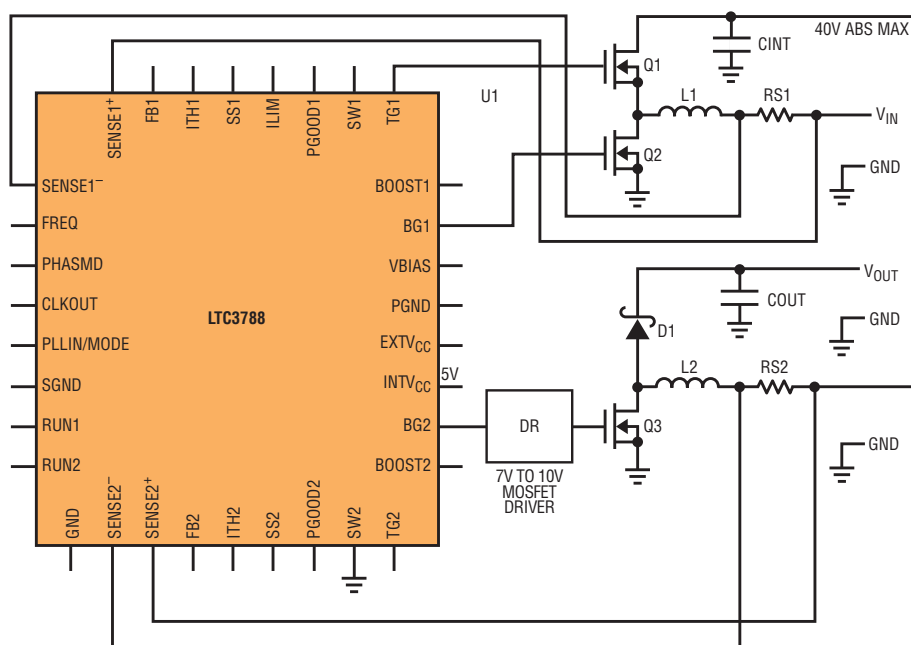 40V ABS MAX
CINT
Q1
U1
L1
RS1
VIN
Q2
GND
SENSE1+
FB1
ITH1
SS1
ILIM
PGOOD1
SW1
TG1
SENSE1–
FREQ
PHASMD
CLKOUT
PLLIN/MODE
SGND
RUN1
RUN2
LTC3788
BOOST1
BG1
VBIAS
PGND
EXTVCC
INTVCC
5V
BG2
BOOST2
GND
SENSE2–
SENSE2+
FB2
ITH2
SS2
PGOOD2
SW2
TG2
VOUT
COUT
GND
D1
L2
RS2
DR
Q3
GND
7V TO 10V
MOSFET
DRIVER